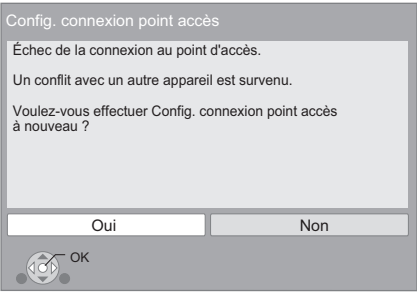 Config. connexion point accès
Échec de la connexion au point d'accès.
Un conflit avec un autre appareil est survenu.
Voulez-vous effectuer Config. connexion point accès
à nouveau ?
Oui
Non
OK